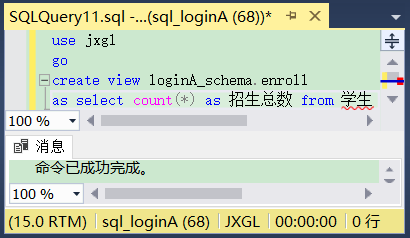 SQLQuery11.sql -...(sql_loginA (68))*
use jxgl
go
create view loginA_schema.enroll
as select count(*) as 招生总数 from 学生
100 %
消息
命令已成功完成。
100 %
(15.0 RTM) sql_loginA (68) JXGL 00:00:00 0 行